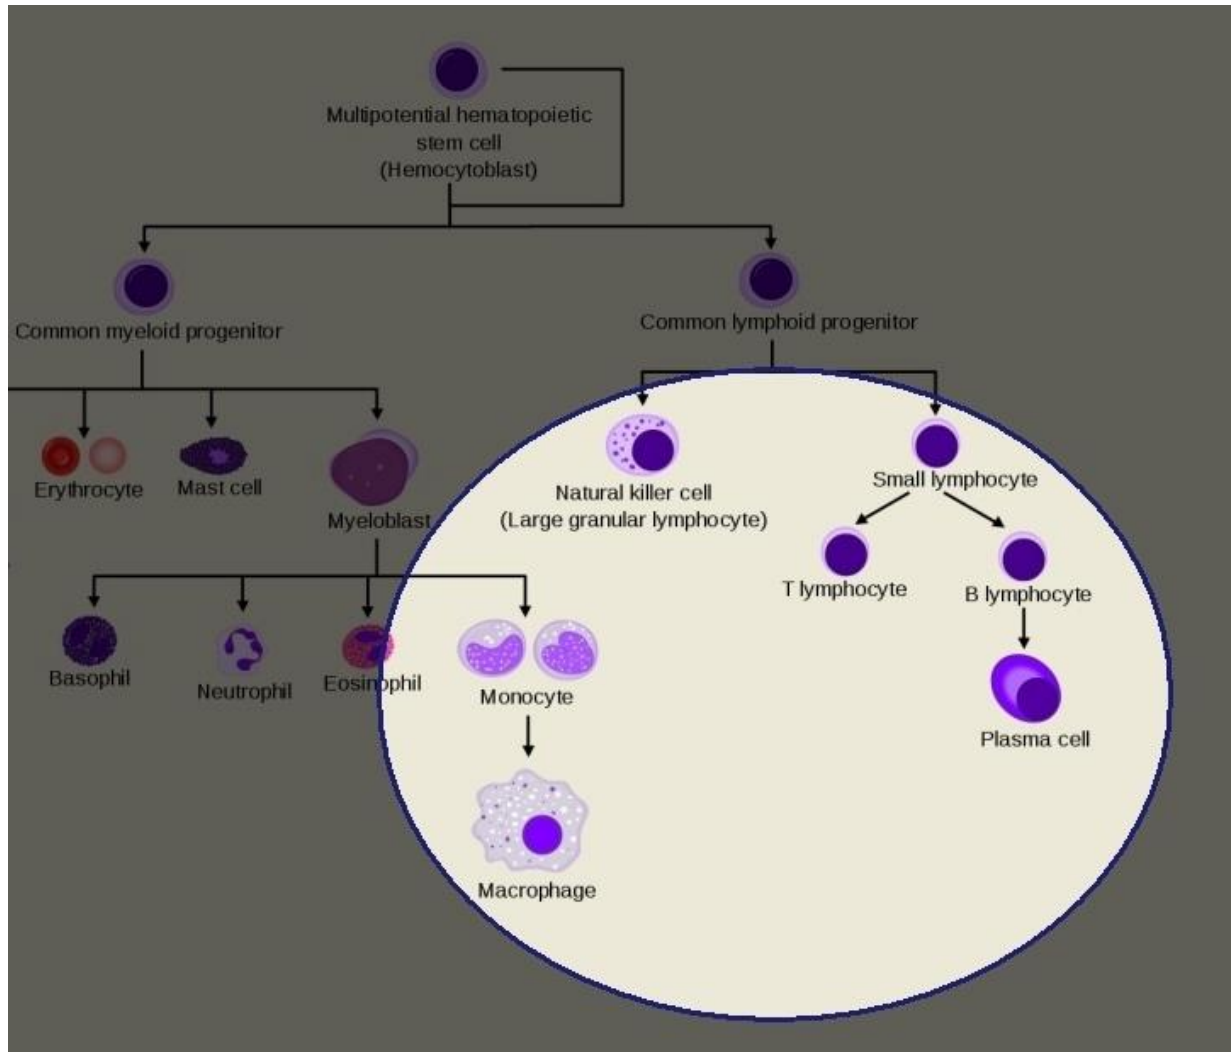 Multipotential hematopoietic
stem cell
(Hemocytoblast)
Common myeloid progenitor
Common lymphoid progenitor
Erythrocyte
Mast cell
Myeloblast
Natural killer cell
(Large granular lymphocyte)
Small lymphocyte
T lymphocyte
B lymphocyte
Basophil
Neutrophil
Eosinophil
Monocyte
Plasma cell
Macrophage